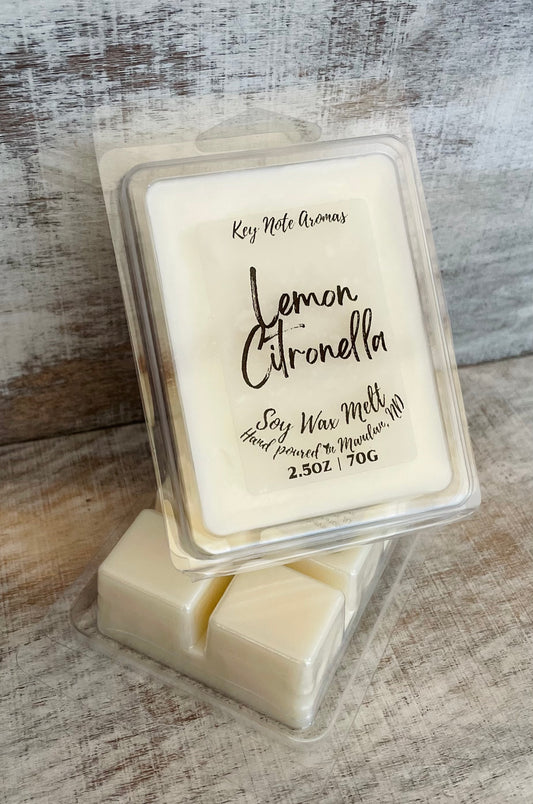 Key Note Aromas
Lemon
Citronella
Soy Wax Melt
Hand poured in Mandan, ND
2.5OZ | 70G